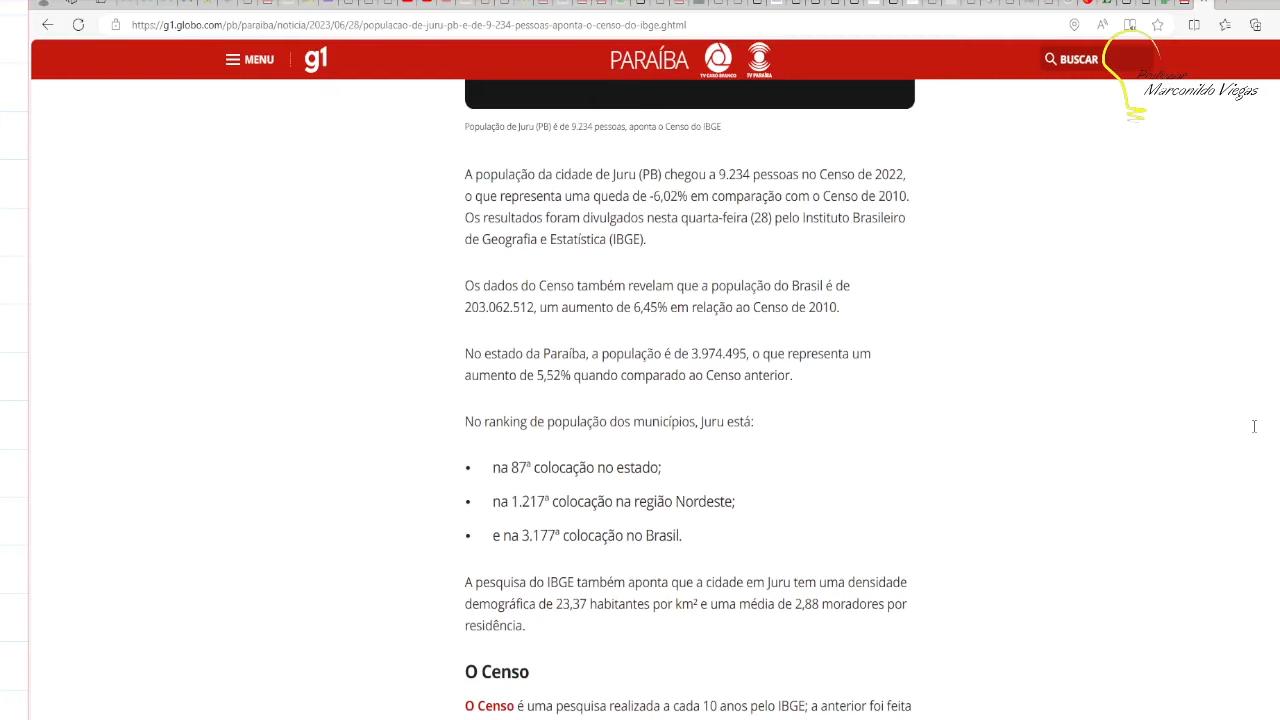 https://g1.globo.com/pb/paraiba/noticia/2023/06/28/populacao-de-juru-pb-e-de-9-234-pessoas-aponta-o-censo-do-ibge.ghtml
MENU
g1
PARAÍBA
TV CABO BRANCO
TV PARAÍBA
BUSCAR
Professor
Marconildo Viegas
População de Juru (PB) é de 9.234 pessoas, aponta o Censo do IBGE
A população da cidade de Juru (PB) chegou a 9.234 pessoas no Censo de 2022,
o que representa uma queda de -6,02% em comparação com o Censo de 2010.
Os resultados foram divulgados nesta quarta-feira (28) pelo Instituto Brasileiro
de Geografia e Estatística (IBGE).
Os dados do Censo também revelam que a população do Brasil é de
203.062.512, um aumento de 6,45% em relação ao Censo de 2010.
No estado da Paraíba, a população é de 3.974.495, o que representa um
aumento de 5,52% quando comparado ao Censo anterior.
No ranking de população dos municípios, Juru está:
• na 87ª colocação no estado;
• na 1.217ª colocação na região Nordeste;
• e na 3.177ª colocação no Brasil.
A pesquisa do IBGE também aponta que a cidade em Juru tem uma densidade
demográfica de 23,37 habitantes por km² e uma média de 2,88 moradores por
residência.
O Censo
O Censo é uma pesquisa realizada a cada 10 anos pelo IBGE; a anterior foi feita